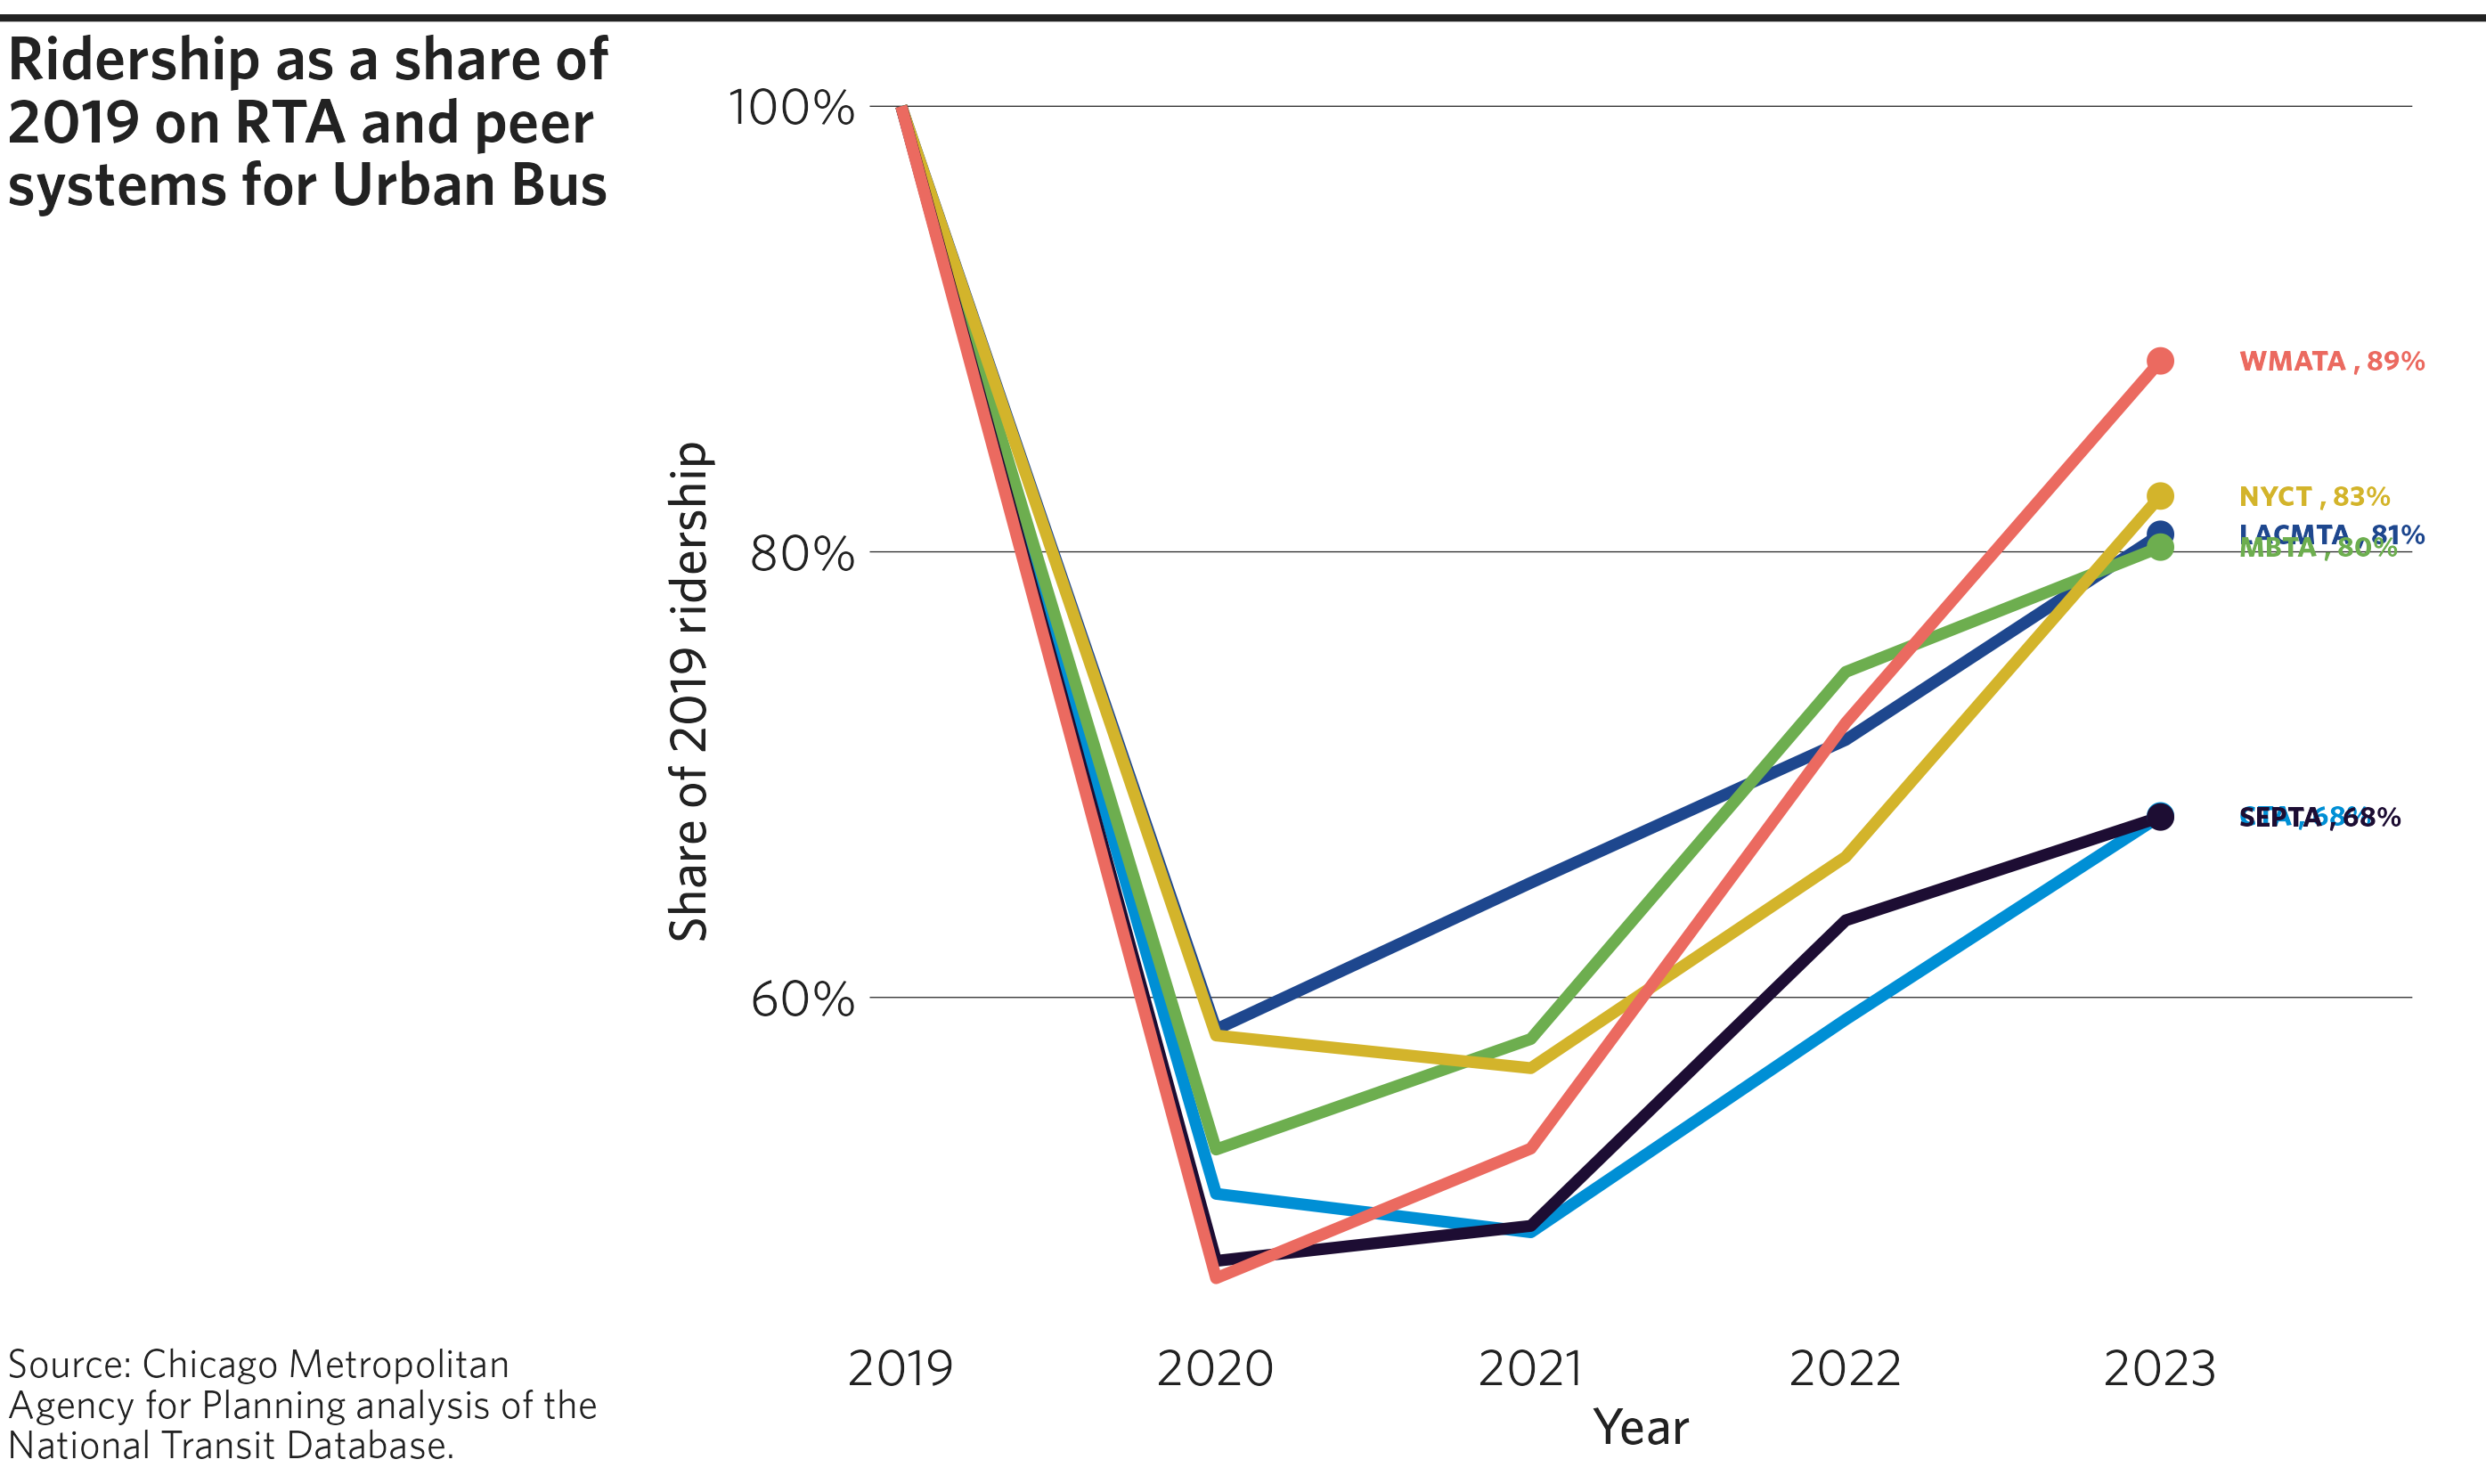 Ridership as a share of
2019 on RTA and peer
systems for Urban Bus
100%
80%
60%
Share of 2019 ridership
WMATA , 89%
NYCT , 83%
LACMTA , 81%
MBTA , 80%
CTA , 68%
SEPTA , 68%
2019 2020 2021 2022 2023
Year
Source: Chicago Metropolitan
Agency for Planning analysis of the
National Transit Database.